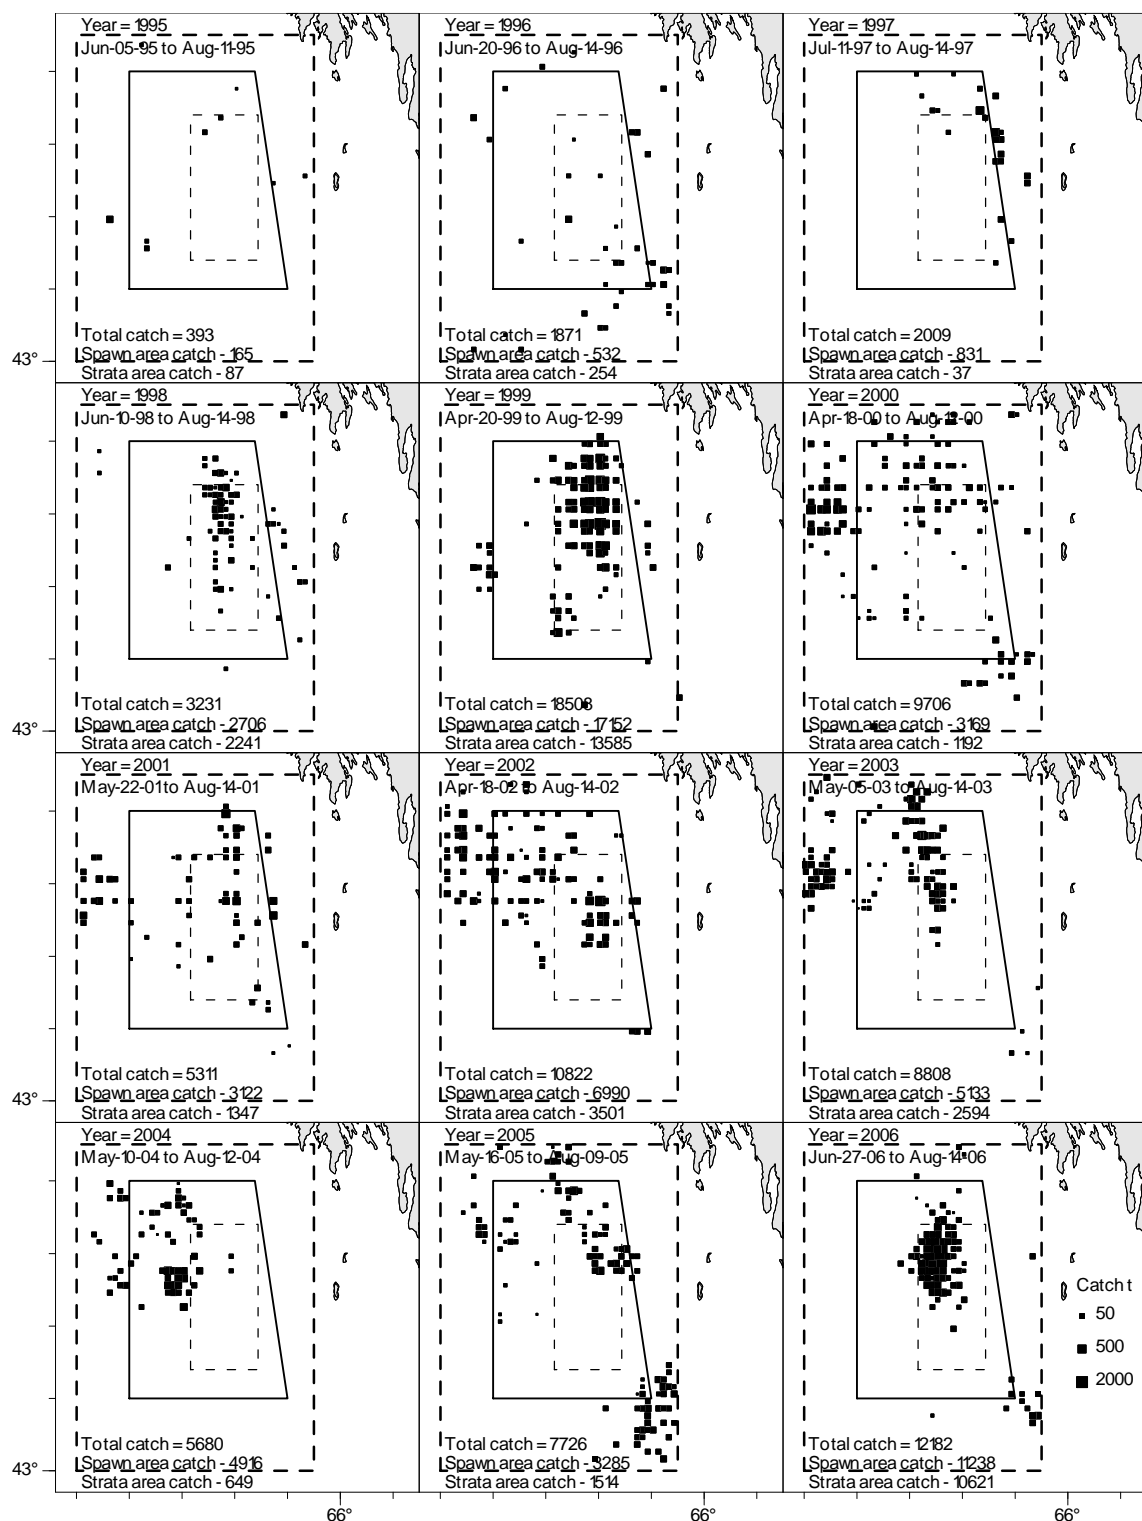 Year = 1995
Jun-05-95 to Aug-11-95
Total catch = 393
Spawn area catch - 165
Strata area catch - 87
Year = 1996
Jun-20-96 to Aug-14-96
Total catch = 1871
Spawn area catch - 532
Strata area catch - 254
Year = 1997
Jul-11-97 to Aug-14-97
Total catch = 2009
Spawn area catch - 831
Strata area catch - 37
43°
Year = 1998
Jun-10-98 to Aug-14-98
Total catch = 3231
Spawn area catch - 2706
Strata area catch - 2241
Year = 1999
Apr-20-99 to Aug-12-99
Total catch = 18508
Spawn area catch - 17152
Strata area catch - 13585
Year = 2000
Apr-18-00 to Aug-12-00
Total catch = 9706
Spawn area catch - 3169
Strata area catch - 1192
43°
Year = 2001
May-22-01 to Aug-14-01
Total catch = 5311
Spawn area catch - 3122
Strata area catch - 1347
Year = 2002
Apr-18-02 to Aug-14-02
Total catch = 10822
Spawn area catch - 6990
Strata area catch - 3501
Year = 2003
May-05-03 to Aug-14-03
Total catch = 8808
Spawn area catch - 5133
Strata area catch - 2594
43°
Year = 2004
May-10-04 to Aug-12-04
Total catch = 5680
Spawn area catch - 4916
Strata area catch - 649
Year = 2005
May-16-05 to Aug-09-05
Total catch = 7726
Spawn area catch - 3285
Strata area catch - 1514
Year = 2006
Jun-27-06 to Aug-14-06
Catch t
50
500
2000
Total catch = 12182
Spawn area catch - 11238
Strata area catch - 10621
43°
66°
66°
66°